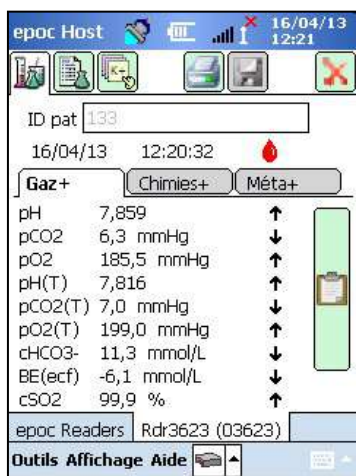 epoc Host 16/04/13
12:21
K+
ID pat 133
16/04/13 12:20:32
Gaz+ Chimies+ Méta+
pH 7,859 ↑
pCO2 6,3 mmHg ↓
pO2 185,5 mmHg ↑
pH(T) 7,816 ↑
pCO2(T) 7,0 mmHg ↓
pO2(T) 199,0 mmHg ↑
cHCO3- 11,3 mmol/L ↓
BE(ecf) -6,1 mmol/L ↓
cSO2 99,9 % ↑
epoc Readers Rdr3623 (03623)
Outils Affichage Aide